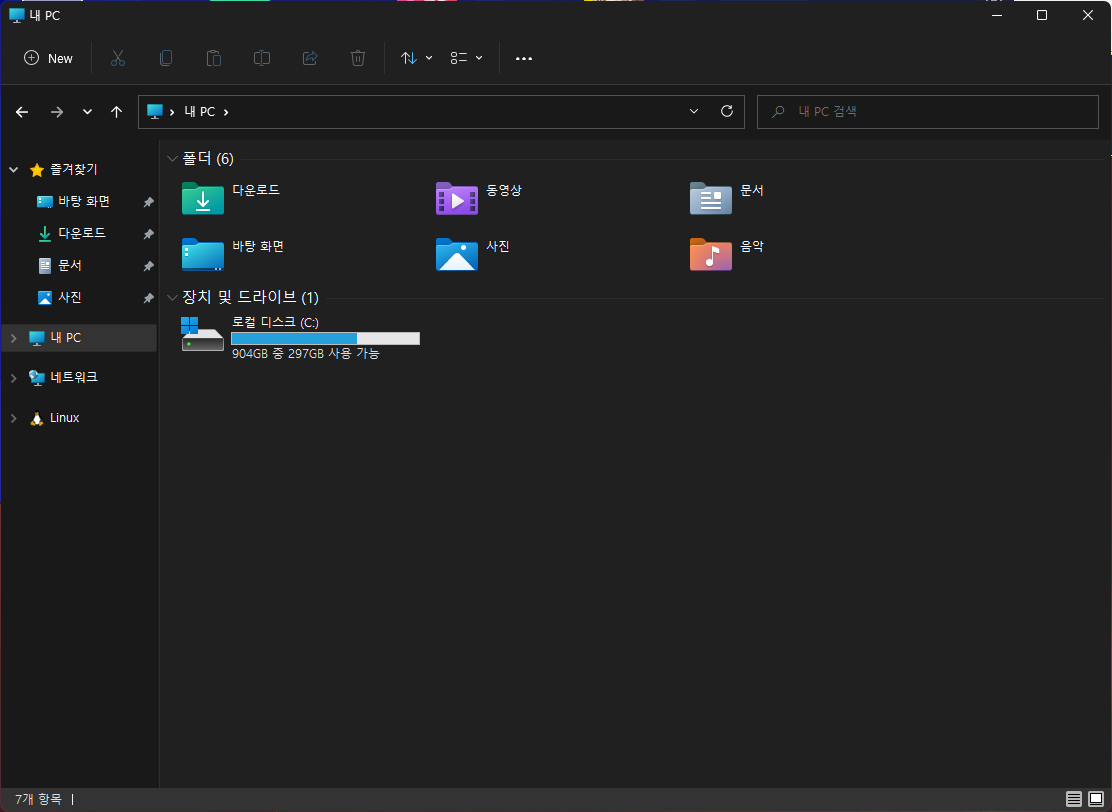 내 PC
New
내 PC
내 PC 검색
즐겨찾기
바탕 화면
다운로드
문서
사진
내 PC
네트워크
Linux
폴더 (6)
다운로드
동영상
문서
바탕 화면
사진
음악
장치 및 드라이브 (1)
로컬 디스크 (C:)
904GB 중 297GB 사용 가능
7개 항목